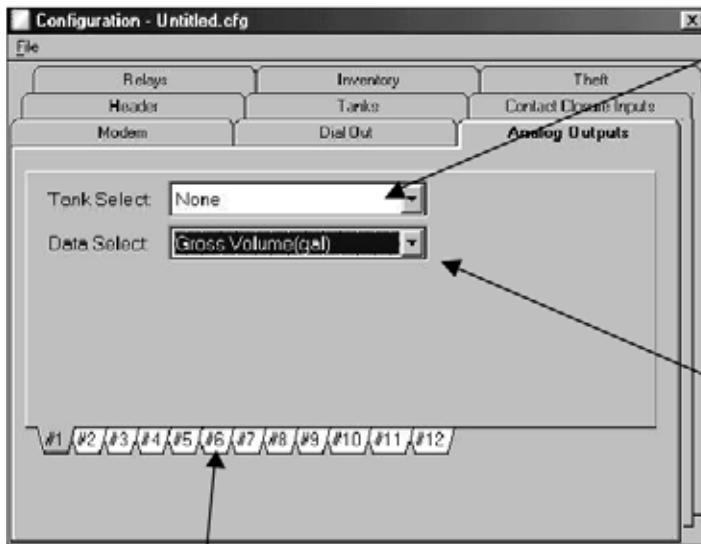 Configuration - Untitled.cfg
File
Relays Inventory Theft
Header Tanks Contact Closure Inputs
Modem Dial Out Analog Outputs
Tank Select None
Data Select Gross Volume(gal)
#1 #2 #3 #4 #5 #6 #7 #8 #9 #10 #11 #12